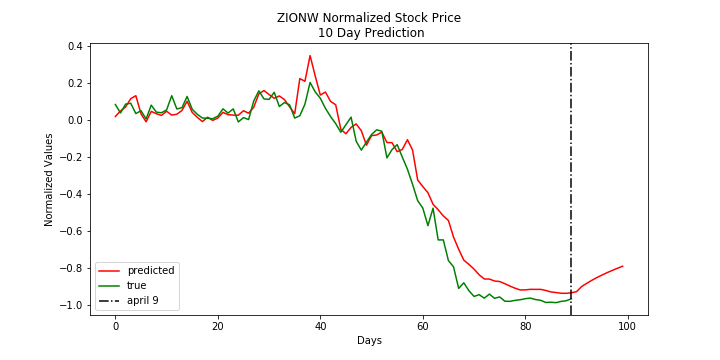 ZIONW Normalized Stock Price
10 Day Prediction
0.4
0.2
0.0
−0.2
−0.4
−0.6
−0.8
−1.0
Normalized Values
predicted
true
april 9
0
20
40
60
80
100
Days